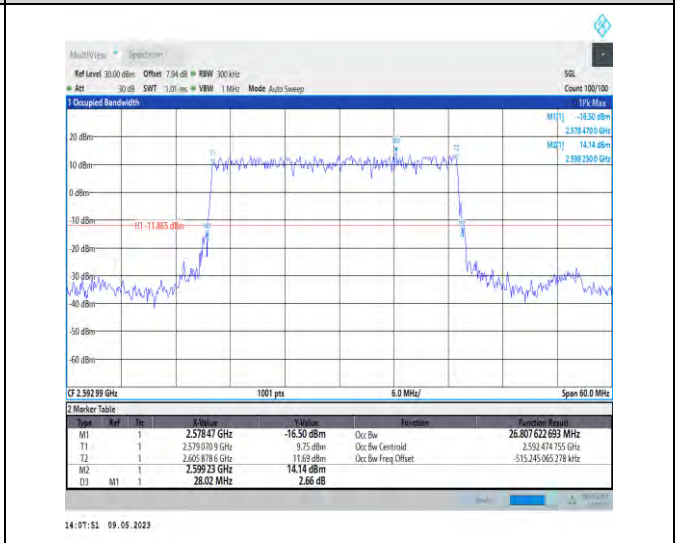 MultiView Spectrum
Ref Level 30.00 dBm Offset 7.94 dB RBW 300 kHz SGL
Att 30 dB SWT 1.01 ms VBW 1 MHz Mode Auto Sweep Count 100/100
1 Occupied Bandwidth 1Pk Max
M1[1] -16.50 dBm
2.578 4700 GHz
M2[1] 14.14 dBm
2.599 2300 GHz
20 dBm
M2
T1
T2
10 dBm
0 dBm
-10 dBm
H1 -11.865 dBm
M1
-20 dBm
-30 dBm
-40 dBm
-50 dBm
-60 dBm
CF 2.592 99 GHz 1001 pts 6.0 MHz/ Span 60.0 MHz
2 Marker Table
Type Ref Trc X-Value Y-Value Function Function Result
M1 1 2.578 47 GHz -16.50 dBm Occ Bw 26.807 622 693 MHz
T1 1 2.579 070 9 GHz 9.75 dBm Occ Bw Centroid 2.592 474 755 GHz
T2 1 2.605 878 6 GHz 11.69 dBm Occ Bw Freq Offset -515.245 065 278 kHz
M2 1 2.599 23 GHz 14.14 dBm
D3 M1 1 28.02 MHz 2.66 dB
14:07:51 09.05.2023